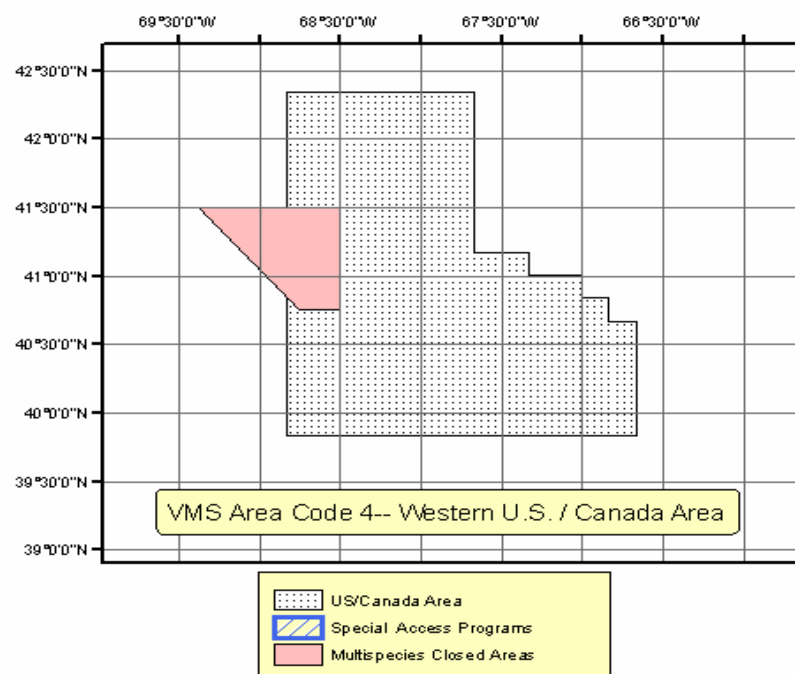 69°30'0"W 68°30'0"W 67°30'0"W 66°30'0"W
42°30'0"N
42°0'0"N
41°30'0"N
41°0'0"N
40°30'0"N
40°0'0"N
39°30'0"N
39°0'0"N
VMS Area Code 4-- Western U.S. / Canada Area
US/Canada Area
Special Access Programs
Multispecies Closed Areas